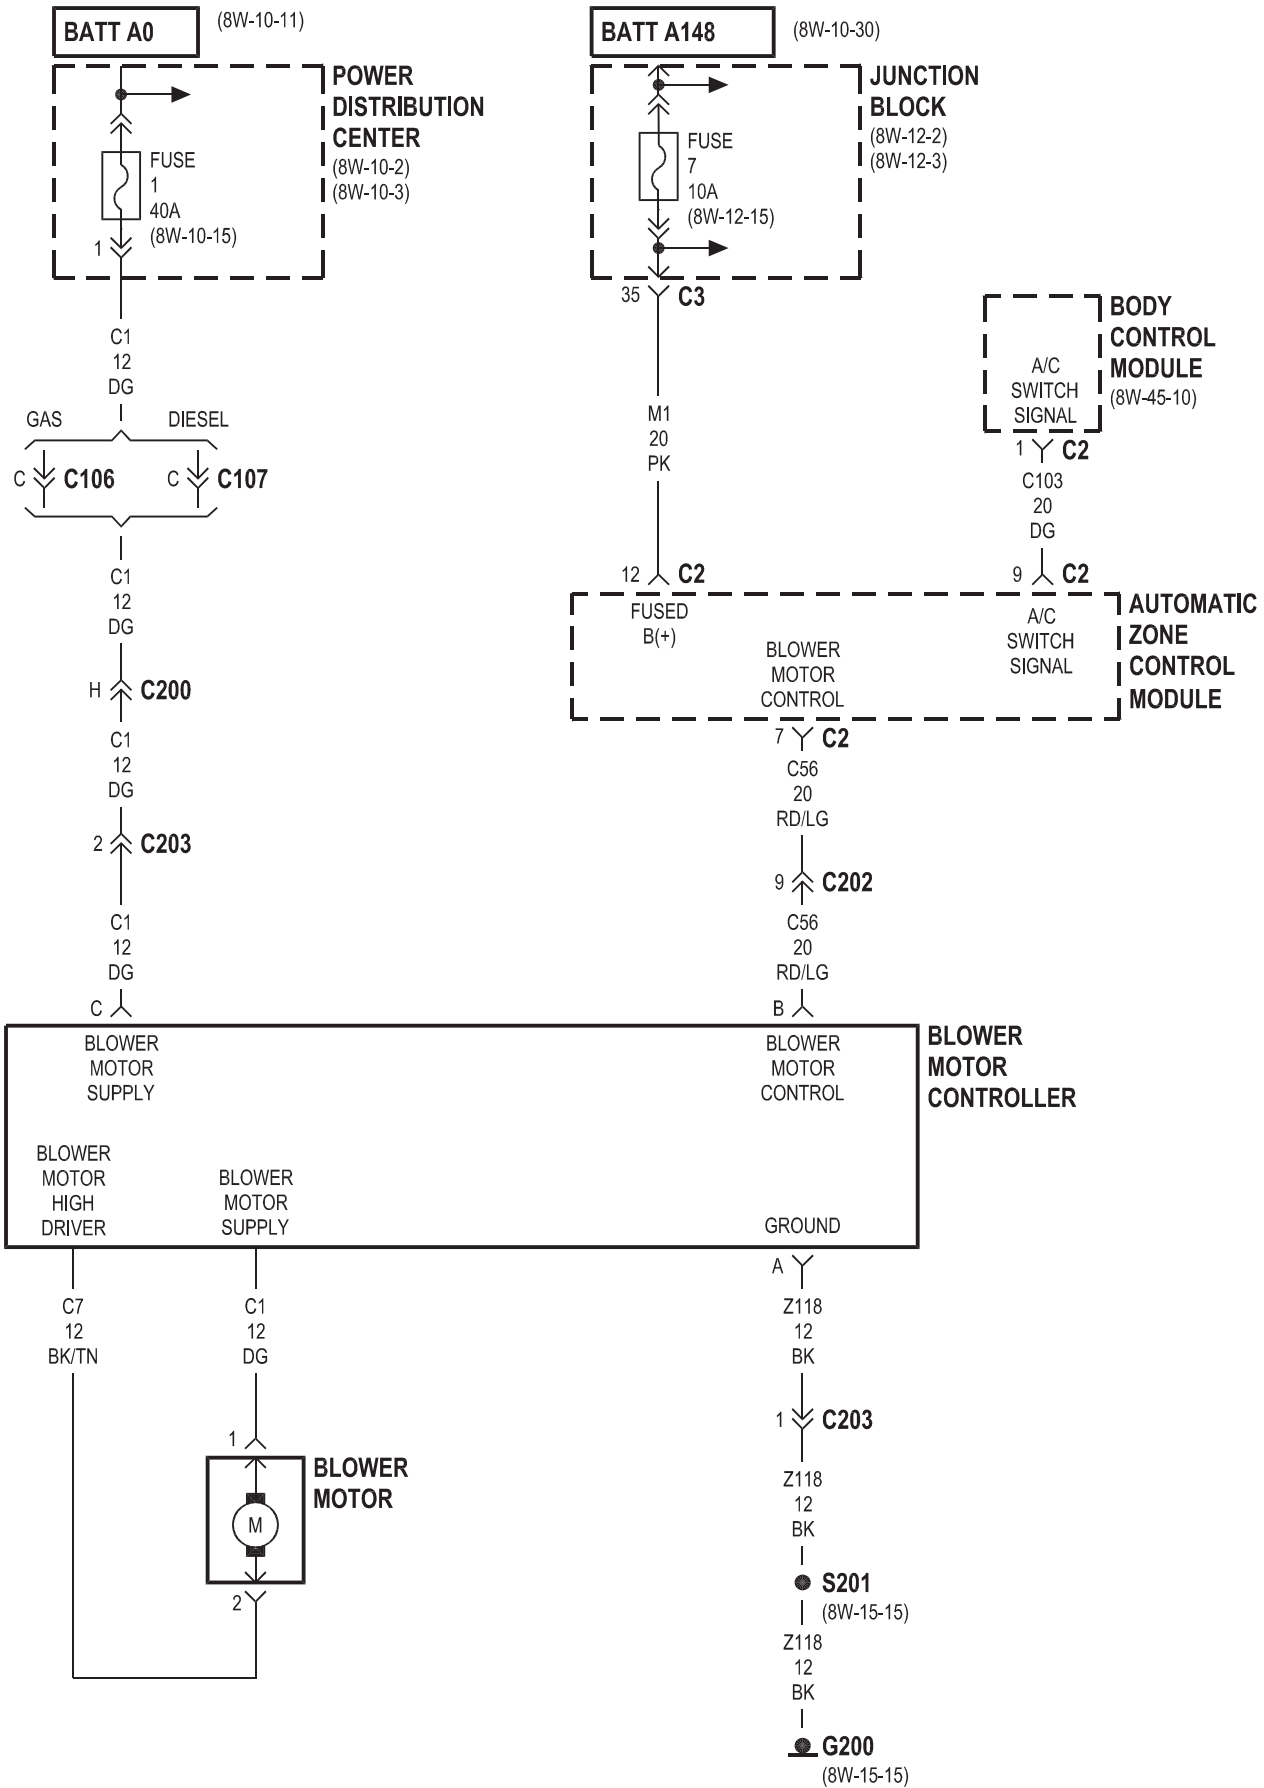 BATT A0
(8W-10-11)
POWER
DISTRIBUTION
CENTER
(8W-10-2)
(8W-10-3)
FUSE
1
40A
(8W-10-15)
1
C1
12
DG
GAS
DIESEL
C
C106
C
C107
C1
12
DG
H
C200
C1
12
DG
2
C203
C1
12
DG
C
BATT A148
(8W-10-30)
JUNCTION
BLOCK
(8W-12-2)
(8W-12-3)
FUSE
7
10A
(8W-12-15)
35
C3
M1
20
PK
12
C2
BODY
CONTROL
MODULE
(8W-45-10)
A/C
SWITCH
SIGNAL
1
C2
C103
20
DG
9
C2
AUTOMATIC
ZONE
CONTROL
MODULE
FUSED
B(+)
BLOWER
MOTOR
CONTROL
A/C
SWITCH
SIGNAL
7
C2
C56
20
RD/LG
9
C202
C56
20
RD/LG
B
BLOWER
MOTOR
CONTROLLER
BLOWER
MOTOR
SUPPLY
BLOWER
MOTOR
CONTROL
BLOWER
MOTOR
HIGH
DRIVER
BLOWER
MOTOR
SUPPLY
GROUND
C7
12
BK/TN
C1
12
DG
1
BLOWER
MOTOR
M
2
A
Z118
12
BK
1
C203
Z118
12
BK
S201
(8W-15-15)
Z118
12
BK
G200
(8W-15-15)